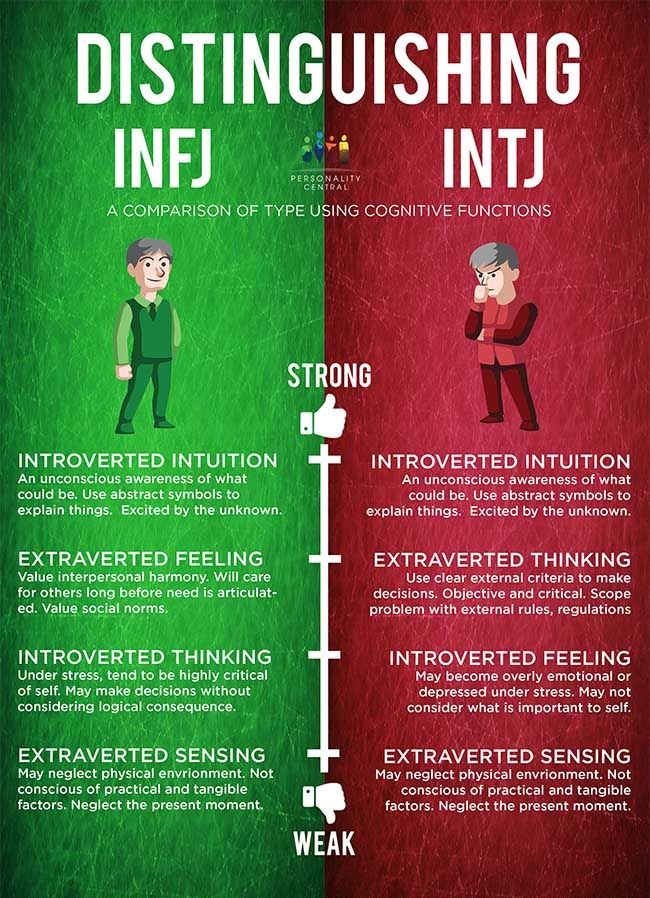 DISTINGUISHING
INFJ
INTJ
PERSONALITY
CENTRAL
A COMPARISON OF TYPE USING COGNITIVE FUNCTIONS
STRONG
INTROVERTED INTUITION
An unconscious awareness of what
could be. Use abstract symbols to
explain things. Excited by the unknown.
INTROVERTED INTUITION
An unconscious awareness of what
could be. Use abstract symbols to
explain things. Excited by the unknown.
EXTRAVERTED FEELING
Value interpersonal harmony. Will care
for others long before need is articulat-
ed. Value social norms.
EXTRAVERTED THINKING
Use clear external criteria to make
decisions. Objective and critical. Scope
problem with external rules, regulations
INTROVERTED THINKING
Under stress, tend to be highly critical
of self. May make decisions without
considering logical consequence.
INTROVERTED FEELING
May become overly emotional or
depressed under stress. May not
consider what is important to self.
EXTRAVERTED SENSING
May neglect physical envrionment. Not
conscious of practical and tangible
factors. Neglect the present moment.
EXTRAVERTED SENSING
May neglect physical envrionment. Not
conscious of practical and tangible
factors. Neglect the present moment.
WEAK